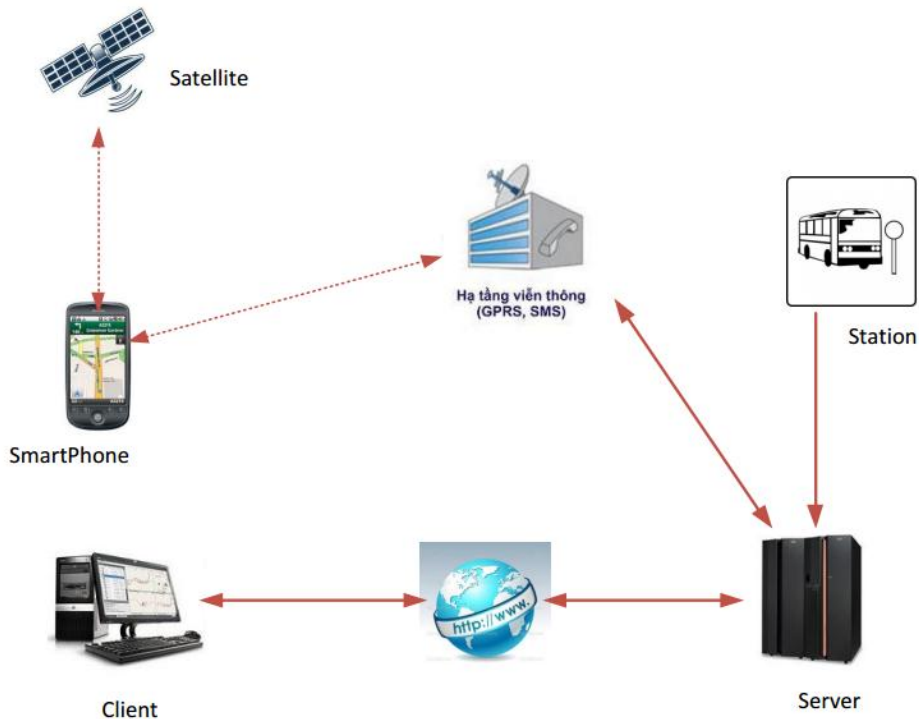 Satellite
Hạ tầng viễn thông
(GPRS, SMS)
Station
SmartPhone
http://www.
Client
Server